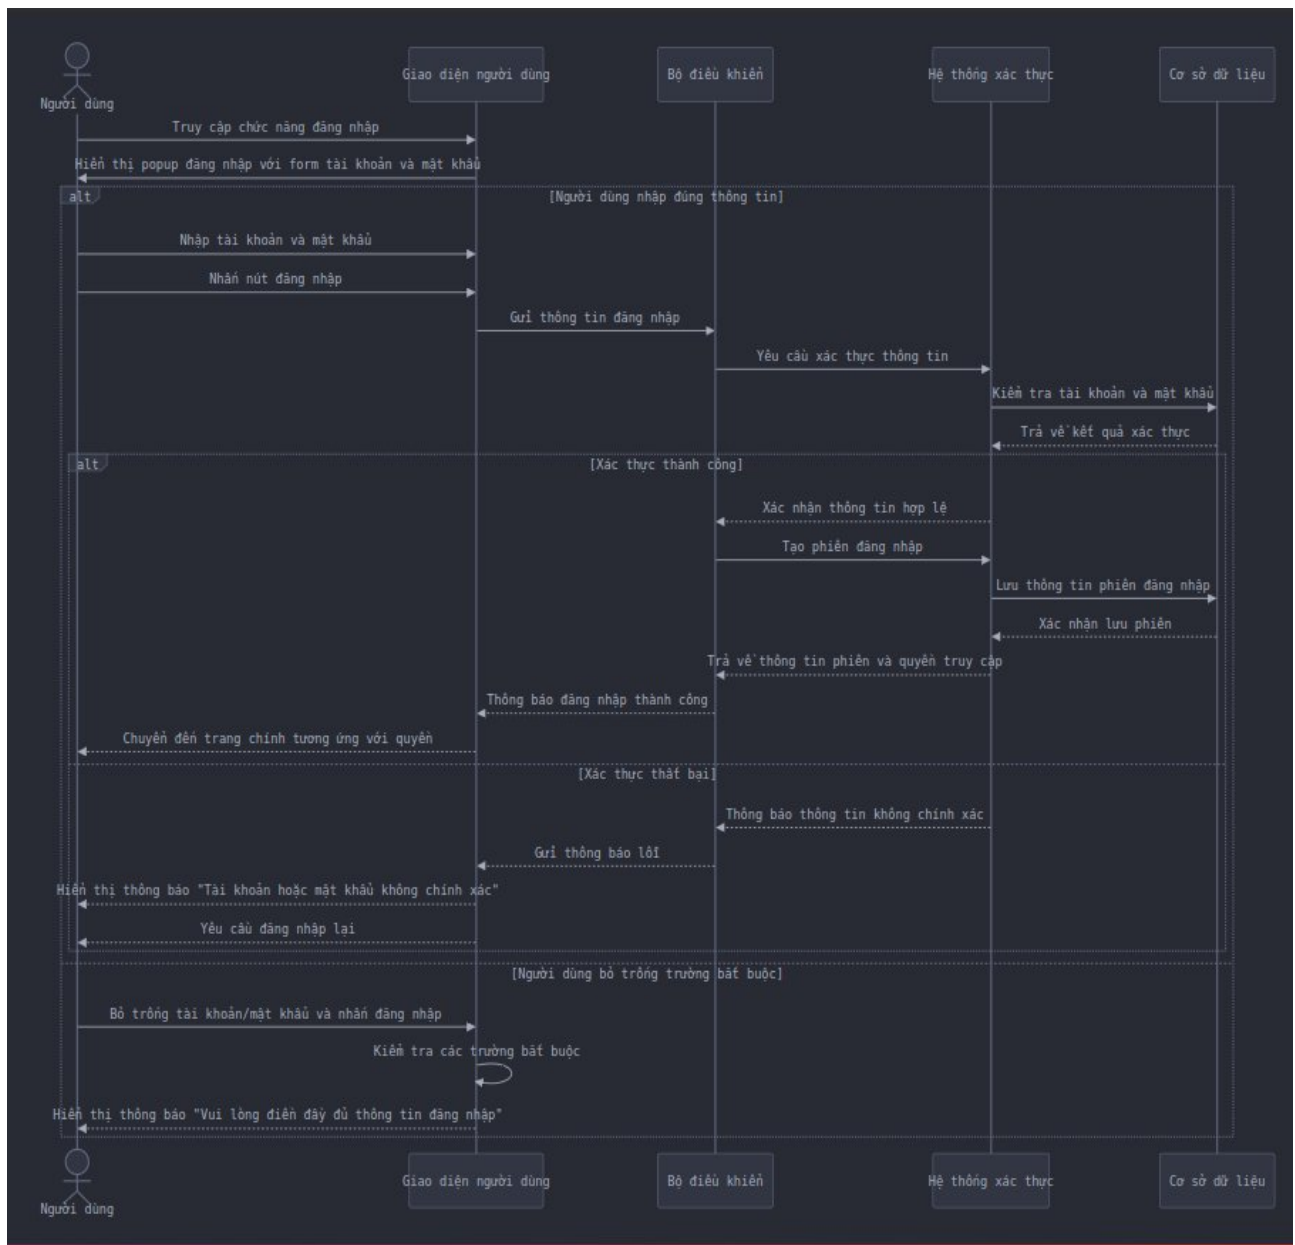 Giao diện người dùng
Bộ điều khiển
Hệ thống xác thực
Cơ sở dữ liệu
Người dùng
Truy cập chức năng đăng nhập
Hiển thị popup đăng nhập với form tài khoản và mật khẩu
alt
[Người dùng nhập đúng thông tin]
Nhập tài khoản và mật khẩu
Nhấn nút đăng nhập
Gửi thông tin đăng nhập
Yêu cầu xác thực thông tin
Kiểm tra tài khoản và mật khẩu
Trả về kết quả xác thực
alt
[Xác thực thành công]
Xác nhận thông tin hợp lệ
Tạo phiên đăng nhập
Lưu thông tin phiên đăng nhập
Xác nhận lưu phiên
Trả về thông tin phiên và quyền truy cập
Thông báo đăng nhập thành công
Chuyển đến trang chính tương ứng với quyền
[Xác thực thất bại]
Thông báo thông tin không chính xác
Gửi thông báo lỗi
Hiển thị thông báo "Tài khoản hoặc mật khẩu không chính xác"
Yêu cầu đăng nhập lại
[Người dùng bỏ trống trường bắt buộc]
Bỏ trống tài khoản/mật khẩu và nhấn đăng nhập
Kiểm tra các trường bắt buộc
Hiển thị thông báo "Vui lòng điền đầy đủ thông tin đăng nhập"
Giao diện người dùng
Bộ điều khiển
Hệ thống xác thực
Cơ sở dữ liệu
Người dùng